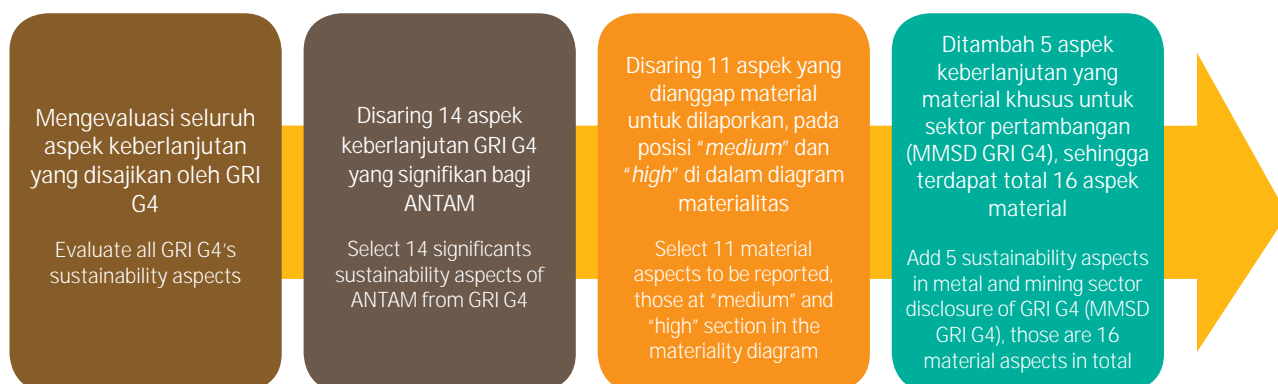 Mengevaluasi seluruh
aspek keberlanjutan
yang disajikan oleh GRI
G4
Evaluate all GRI G4's
sustainability aspects
Disaring 14 aspek
keberlanjutan GRI G4
yang signifikan bagi
ANTAM
Select 14 significants
sustainability aspects of
ANTAM from GRI G4
Disaring 11 aspek yang
dianggap material
untuk dilaporkan, pada
posisi "medium" dan
"high" di dalam diagram
materialitas
Select 11 material
aspects to be reported,
those at "medium" and
"high" section in the
materiality diagram
Ditambah 5 aspek
keberlanjutan yang
material khusus untuk
sektor pertambangan
(MMSD GRI G4), sehingga
terdapat total 16 aspek
material
Add 5 sustainability aspects
in metal and mining sector
disclosure of GRI G4 (MMSD
GRI G4), those are 16
material aspects in total